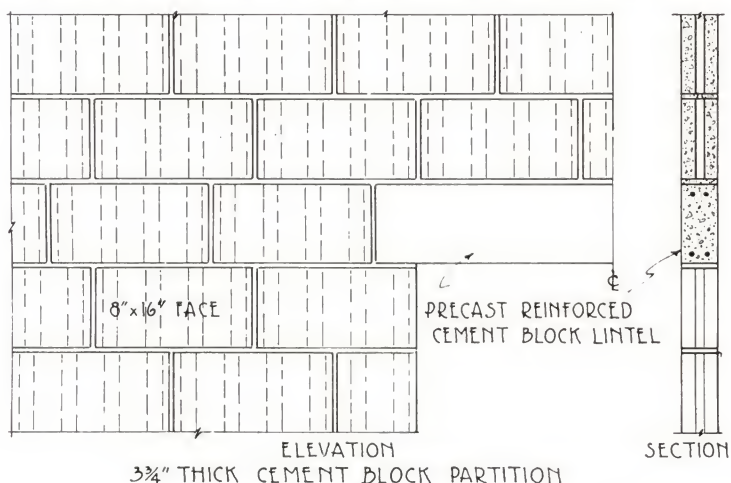 8"x16" FACE
℄
PRECAST REINFORCED
CEMENT BLOCK LINTEL
ELEVATION
SECTION
3¾" THICK CEMENT BLOCK PARTITION